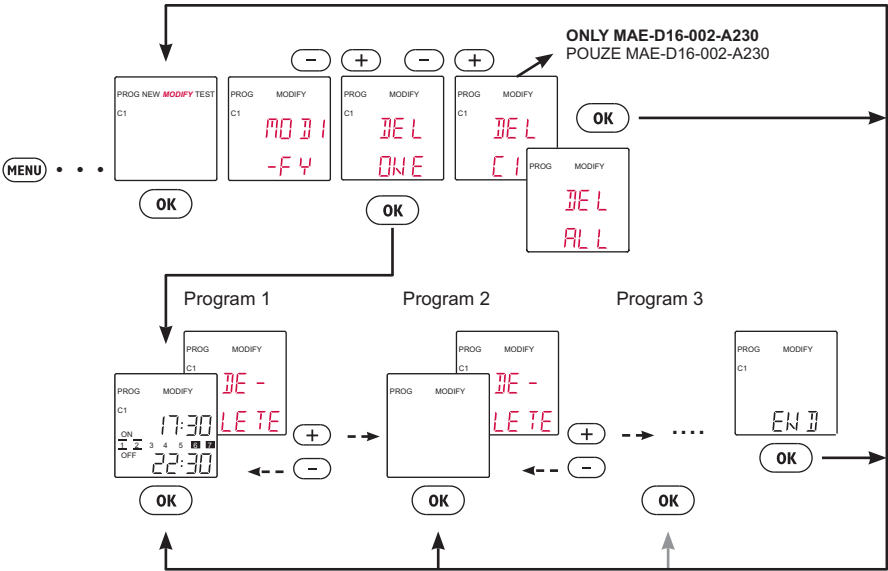 ONLY MAE-D16-002-A230
POUZE MAE-D16-002-A230
− + − +
PROG NEW MODIFY TEST
C1
PROG MODIFY
C1
MODI
-FY
PROG MODIFY
C1
DEL
ONE
PROG MODIFY
C1
DEL
C1
OK
PROG MODIFY
DEL
ALL
MENU • • •
OK
OK
Program 1
Program 2
Program 3
PROG MODIFY
C1
DE-
LETE
PROG MODIFY
C1
17:30
ON
1 2 3 4 5 6 7
OFF
22:30
+
−
PROG MODIFY
C1
DE-
LETE
PROG MODIFY
+
−
....
PROG MODIFY
C1
END
OK
OK
OK
OK